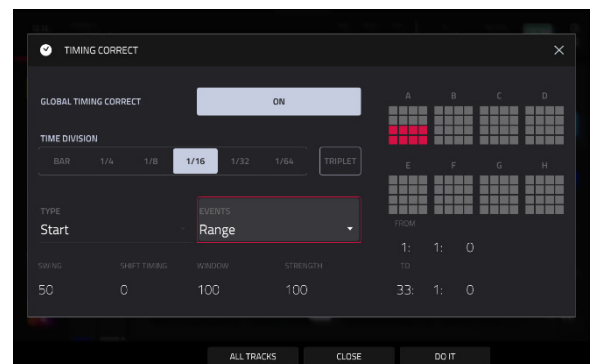 TIMING CORRECT
GLOBAL TIMING CORRECT ON
TIME DIVISION
BAR 1/4 1/8 1/16 1/32 1/64 TRIPLET
A B C D
E F G H
TYPE EVENTS
Start Range
FROM
1: 1: 0
SWING SHIFT TIMING WINDOW STRENGTH TO
50 0 100 100 33: 1: 0
ALL TRACKS CLOSE DO IT